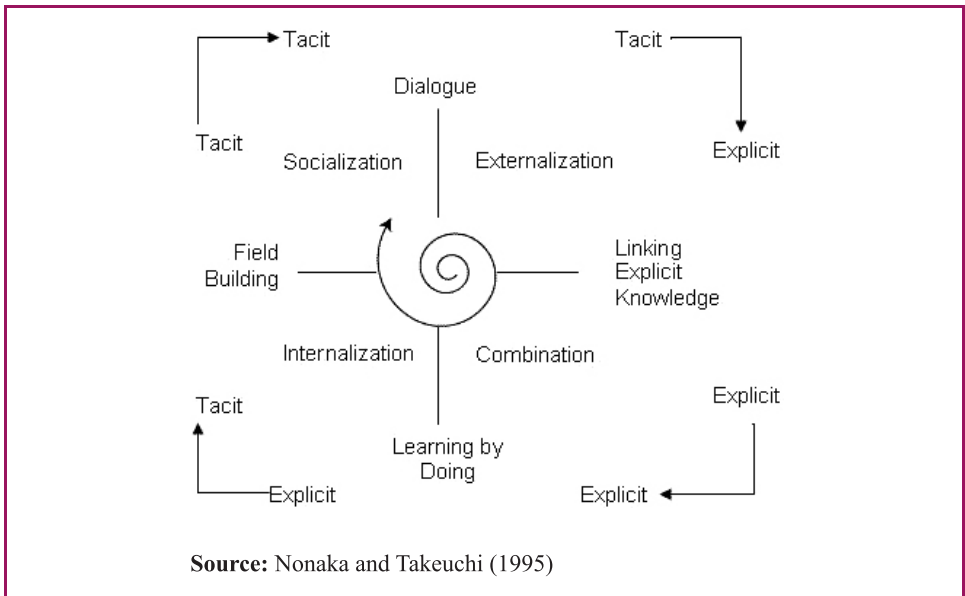 Tacit
Tacit
Dialogue
Tacit
Explicit
Socialization
Externalization
Field
Building
Linking
Explicit
Knowledge
Internalization
Combination
Tacit
Explicit
Learning by
Doing
Explicit
Explicit
Source: Nonaka and Takeuchi (1995)